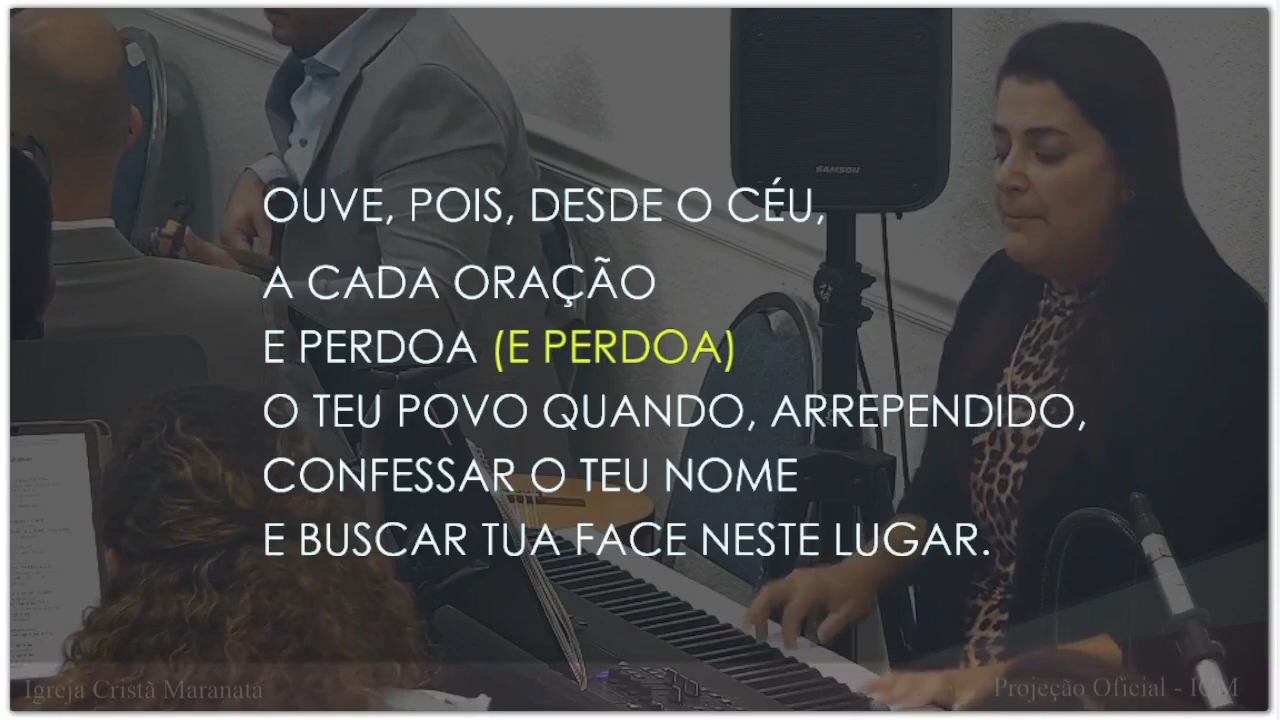 SAMSON
OUVE, POIS, DESDE O CÉU,
A CADA ORAÇÃO
E PERDOA (E PERDOA)
O TEU POVO QUANDO, ARREPENDIDO,
CONFESSAR O TEU NOME
E BUSCAR TUA FACE NESTE LUGAR.
Igreja Cristã Maranata
Projeção Oficial - ICM